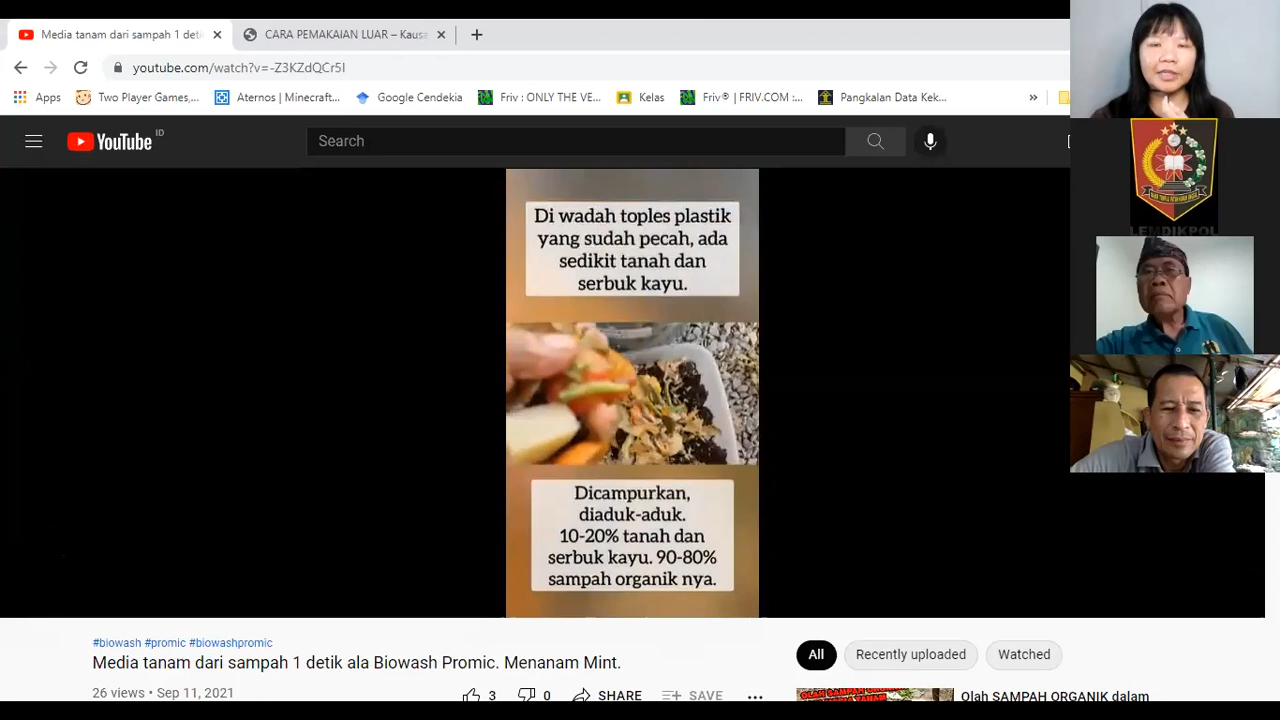 Media tanam dari sampah 1 deti
CARA PEMAKAIAN LUAR – Kausa
youtube.com/watch?v=-Z3KZdQCr5I
Apps
Two Player Games,...
Aternos | Minecraft...
Google Cendekia
Friv : ONLY THE VE...
Kelas
Friv® | FRIV.COM :...
Pangkalan Data Kek...
»
YouTube ID
Search
Di wadah toples plastik
yang sudah pecah, ada
sedikit tanah dan
serbuk kayu.
Dicampurkan,
diaduk-aduk.
10-20% tanah dan
serbuk kayu. 90-80%
sampah organik nya.
LEMDIKPOL
#biowash #promic #biowashpromic
Media tanam dari sampah 1 detik ala Biowash Promic. Menanam Mint.
26 views • Sep 11, 2021
3
0
SHARE
SAVE
All
Recently uploaded
Watched
Olah SAMPAH ORGANIK dalam